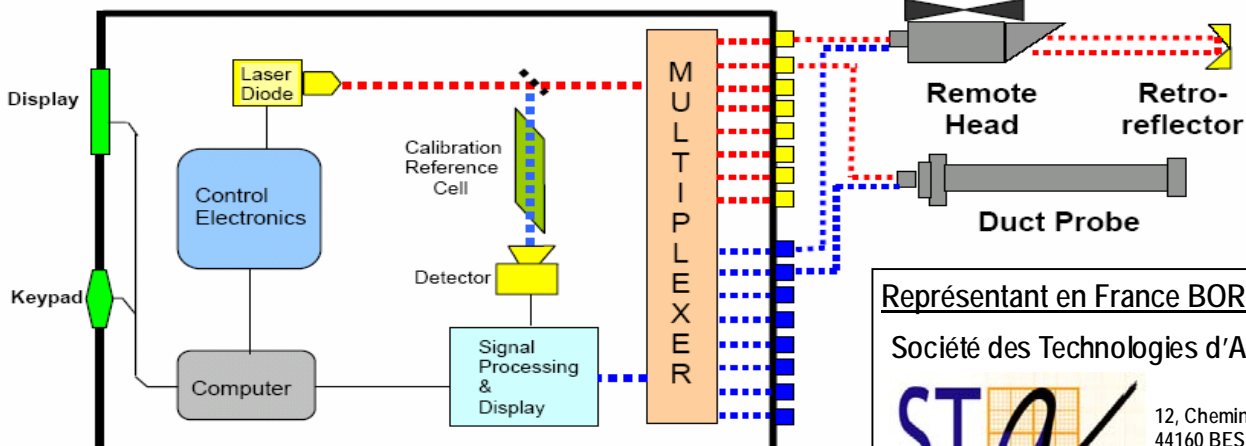 Display
Keypad
Laser
Diode
Control
Electronics
Computer
Calibration
Reference
Cell
Detector
Signal
Processing
&
Display
M
U
L
T
I
P
L
E
X
E
R
Remote
Head
Retro-
reflector
Duct Probe
Représentant en France BOR
Société des Technologies d'A
ST
12, Chemin
44160 BES